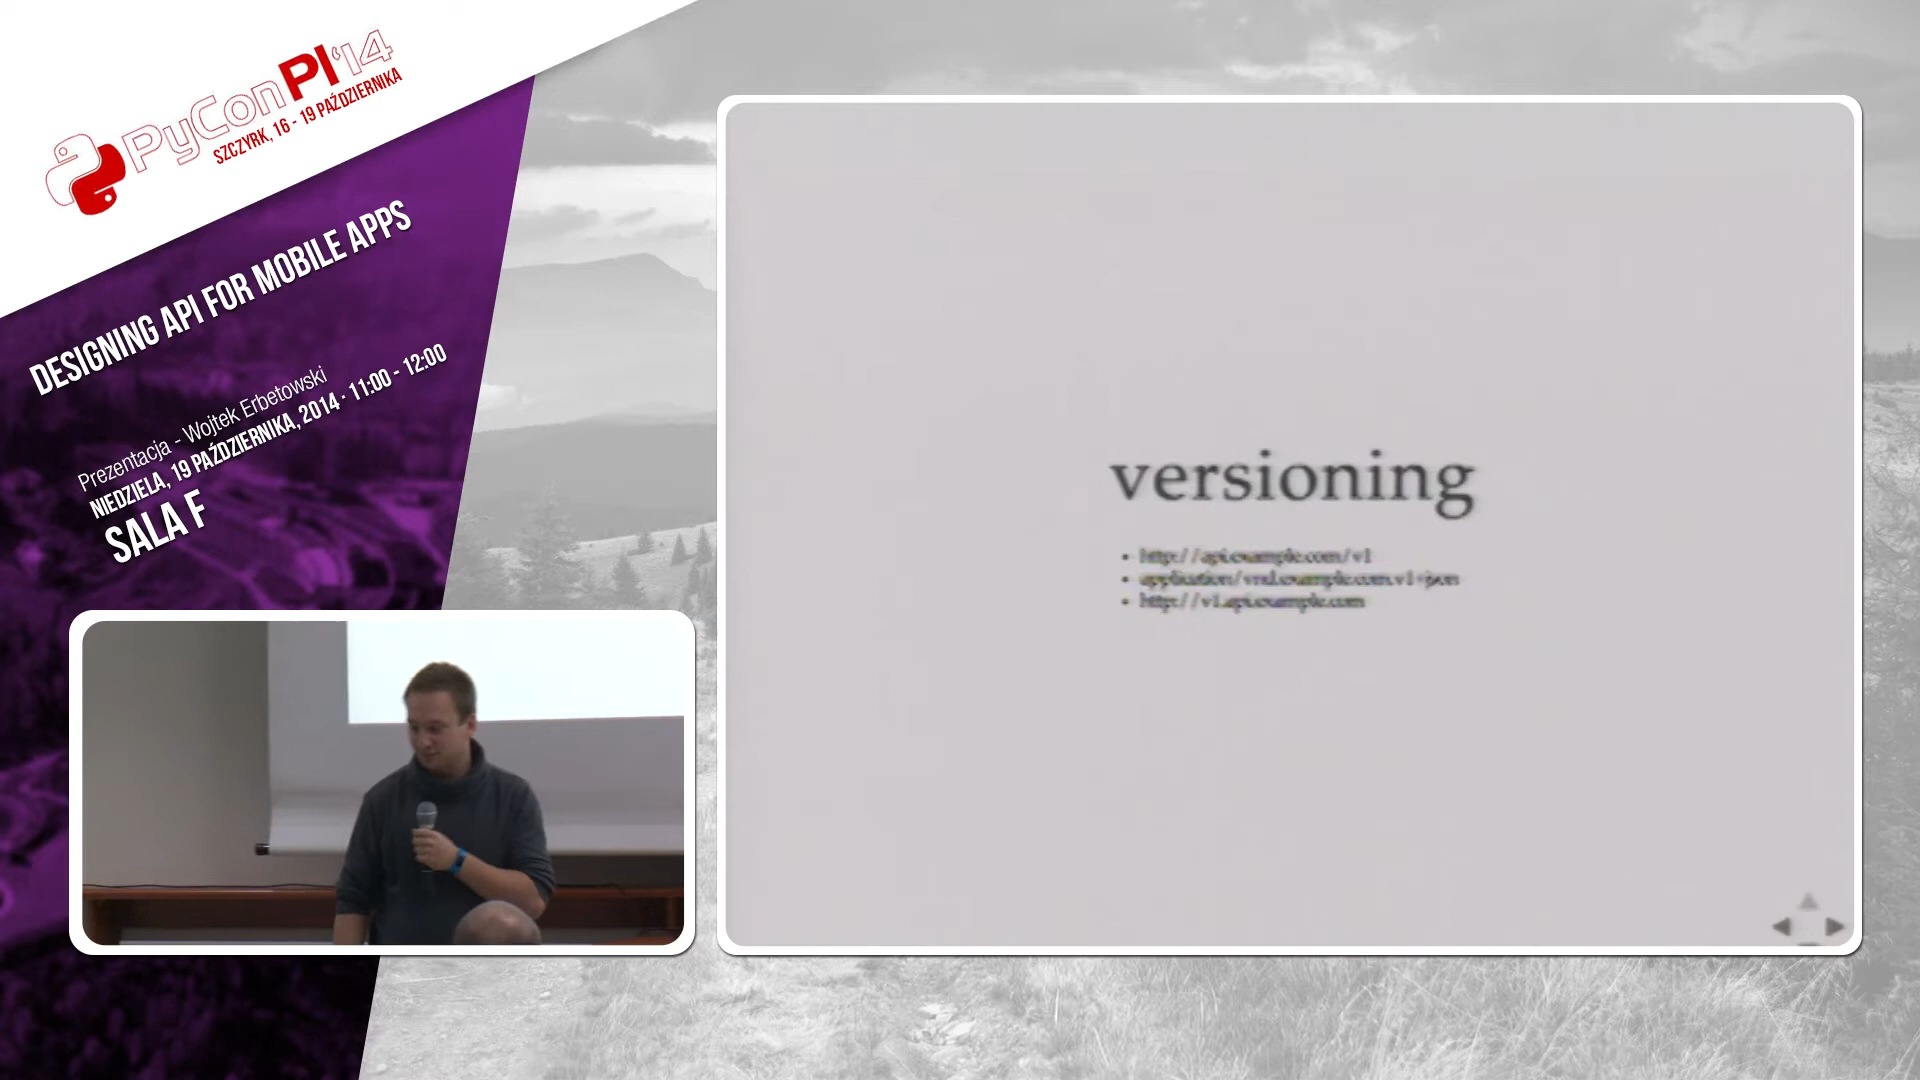 PyConPl'14
SZCZYRK, 16 - 19 PAŹDZIERNIKA
DESIGNING API FOR MOBILE APPS
Prezentacja - Wojtek Erbetowski
NIEDZIELA, 19 PAŹDZIERNIKA, 2014 · 11:00 - 12:00
SALA F
versioning
• http://api.example.com/v1
• application/vnd.example.com.v1+json
• http://v1.api.example.com